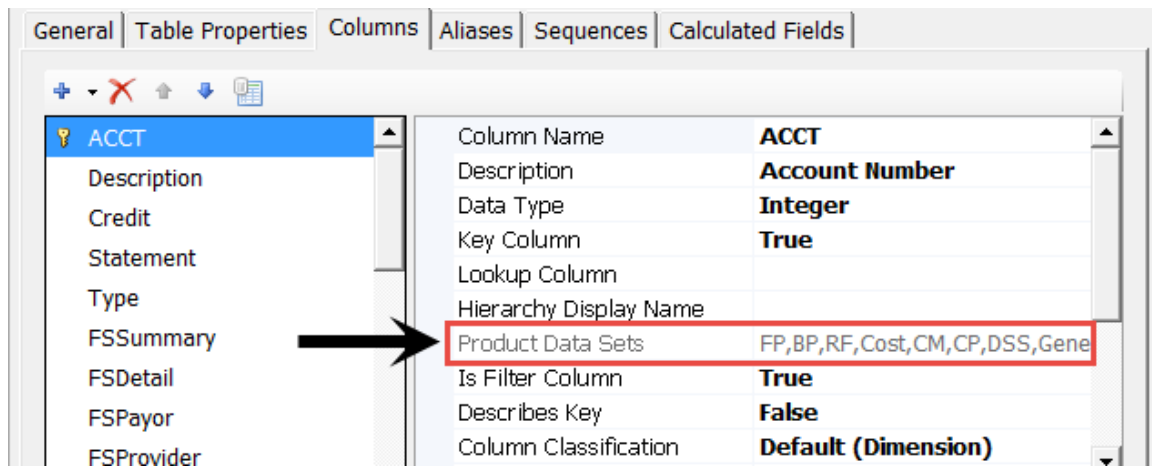 General Table Properties Columns Aliases Sequences Calculated Fields
ACCT
Description
Credit
Statement
Type
FSSummary
FSDetail
FSPayor
FSProvider
Column Name ACCT
Description Account Number
Data Type Integer
Key Column True
Lookup Column
Hierarchy Display Name
Product Data Sets FP,BP,RF,Cost,CM,CP,DSS,Gene
Is Filter Column True
Describes Key False
Column Classification Default (Dimension)